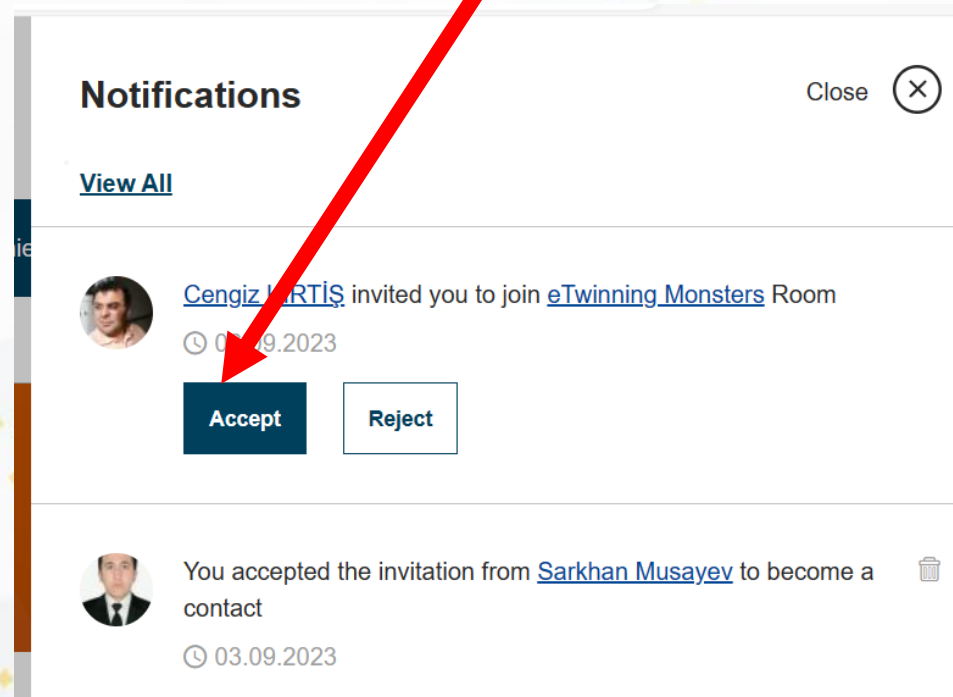 Notifications
Close
View All
Cengiz invited you to join eTwinning Monsters Room
Accept
Reject
You accepted the invitation from Sarkhan Musayev to become a
contact
03.09.2023